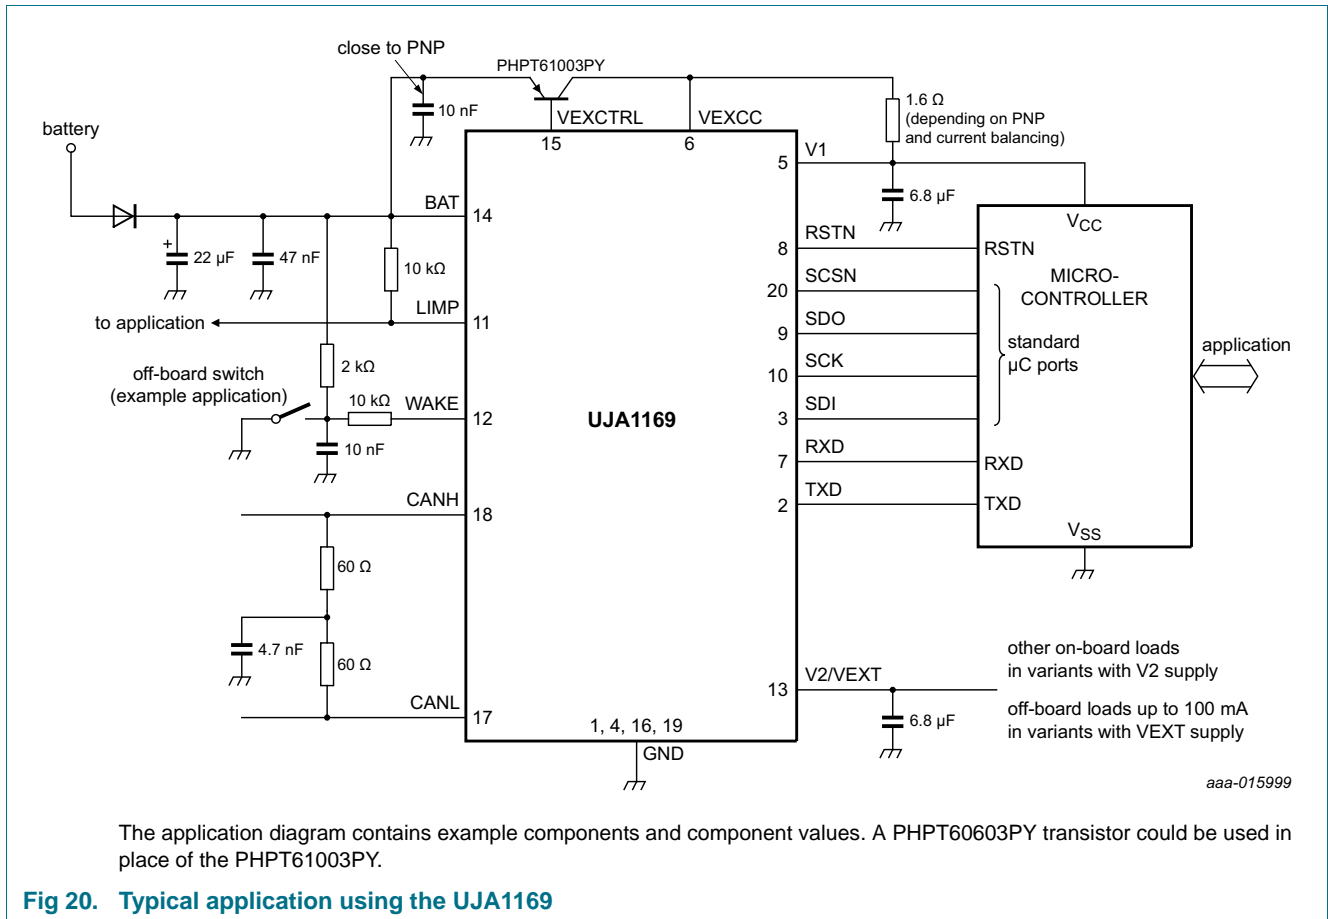 close to PNP
PHPT61003PY
10 nF
1.6 Ω
(depending on PNP
and current balancing)
battery
VEXCTRL
VEXCC
15
6
V1
5
6.8 µF
BAT
14
+
22 µF
47 nF
10 kΩ
VCC
RSTN
8
RSTN
MICRO-
CONTROLLER
SCSN
20
LIMP
11
to application
SDO
9
standard
µC ports
application
2 kΩ
SCK
10
off-board switch
(example application)
10 kΩ
WAKE
12
UJA1169
SDI
3
10 nF
RXD
7
RXD
CANH
18
TXD
2
TXD
VSS
60 Ω
4.7 nF
60 Ω
other on-board loads
in variants with V2 supply
V2/VEXT
13
CANL
17
6.8 µF
off-board loads up to 100 mA
in variants with VEXT supply
1, 4, 16, 19
GND
aaa-015999
The application diagram contains example components and component values. A PHPT60603PY transistor could be used in
place of the PHPT61003PY.
Fig 20. Typical application using the UJA1169